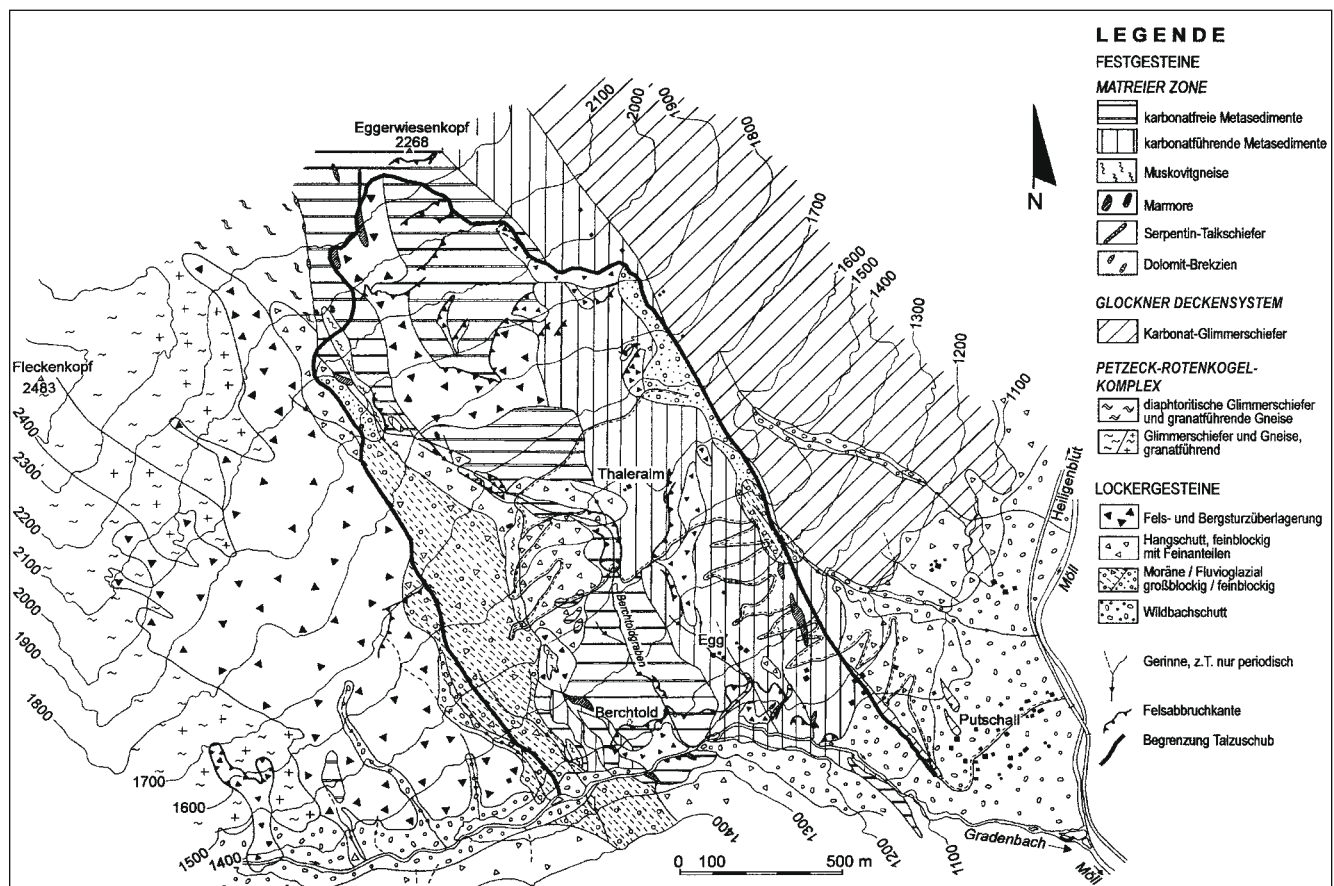 LEGENDE
FESTGESTEINE
MATREIER ZONE
karbonatfreie Metasedimente
karbonatführende Metasedimente
Muskovitgneise
Marmore
Serpentin-Talkschiefer
Dolomit-Brekzien
GLOCKNER DECKENSYSTEM
Karbonat-Glimmerschiefer
PETZECK-ROTENKOGEL-
KOMPLEX
diaphtoritische Glimmerschiefer
und granatführende Gneise
Glimmerschiefer und Gneise,
granatführend
LOCKERGESTEINE
Fels- und Bergsturzüberlagerung
Hangschutt, feinblockig
mit Feinanteilen
Moräne / Fluvioglazial
großblockig / feinblockig
Wildbachschutt
Gerinne, z.T. nur periodisch
Felsabbruchkante
Begrenzung Talzuschub
N
Eggerwiesenkopf
2268
2100
2000
1900
1800
1700
1600
1500
1400
1300
1200
1100
Fleckenkopf
2483
2400
2300
2200
2100
2000
1900
1800
1700
1600
1500
1400
Thaleralm
Berchtoldgraben
Egg
Berchtold
Putschall
Heiligenblut
Möll
Gradenbach
Möll
1400
1300
1200
1100
0 100 500 m